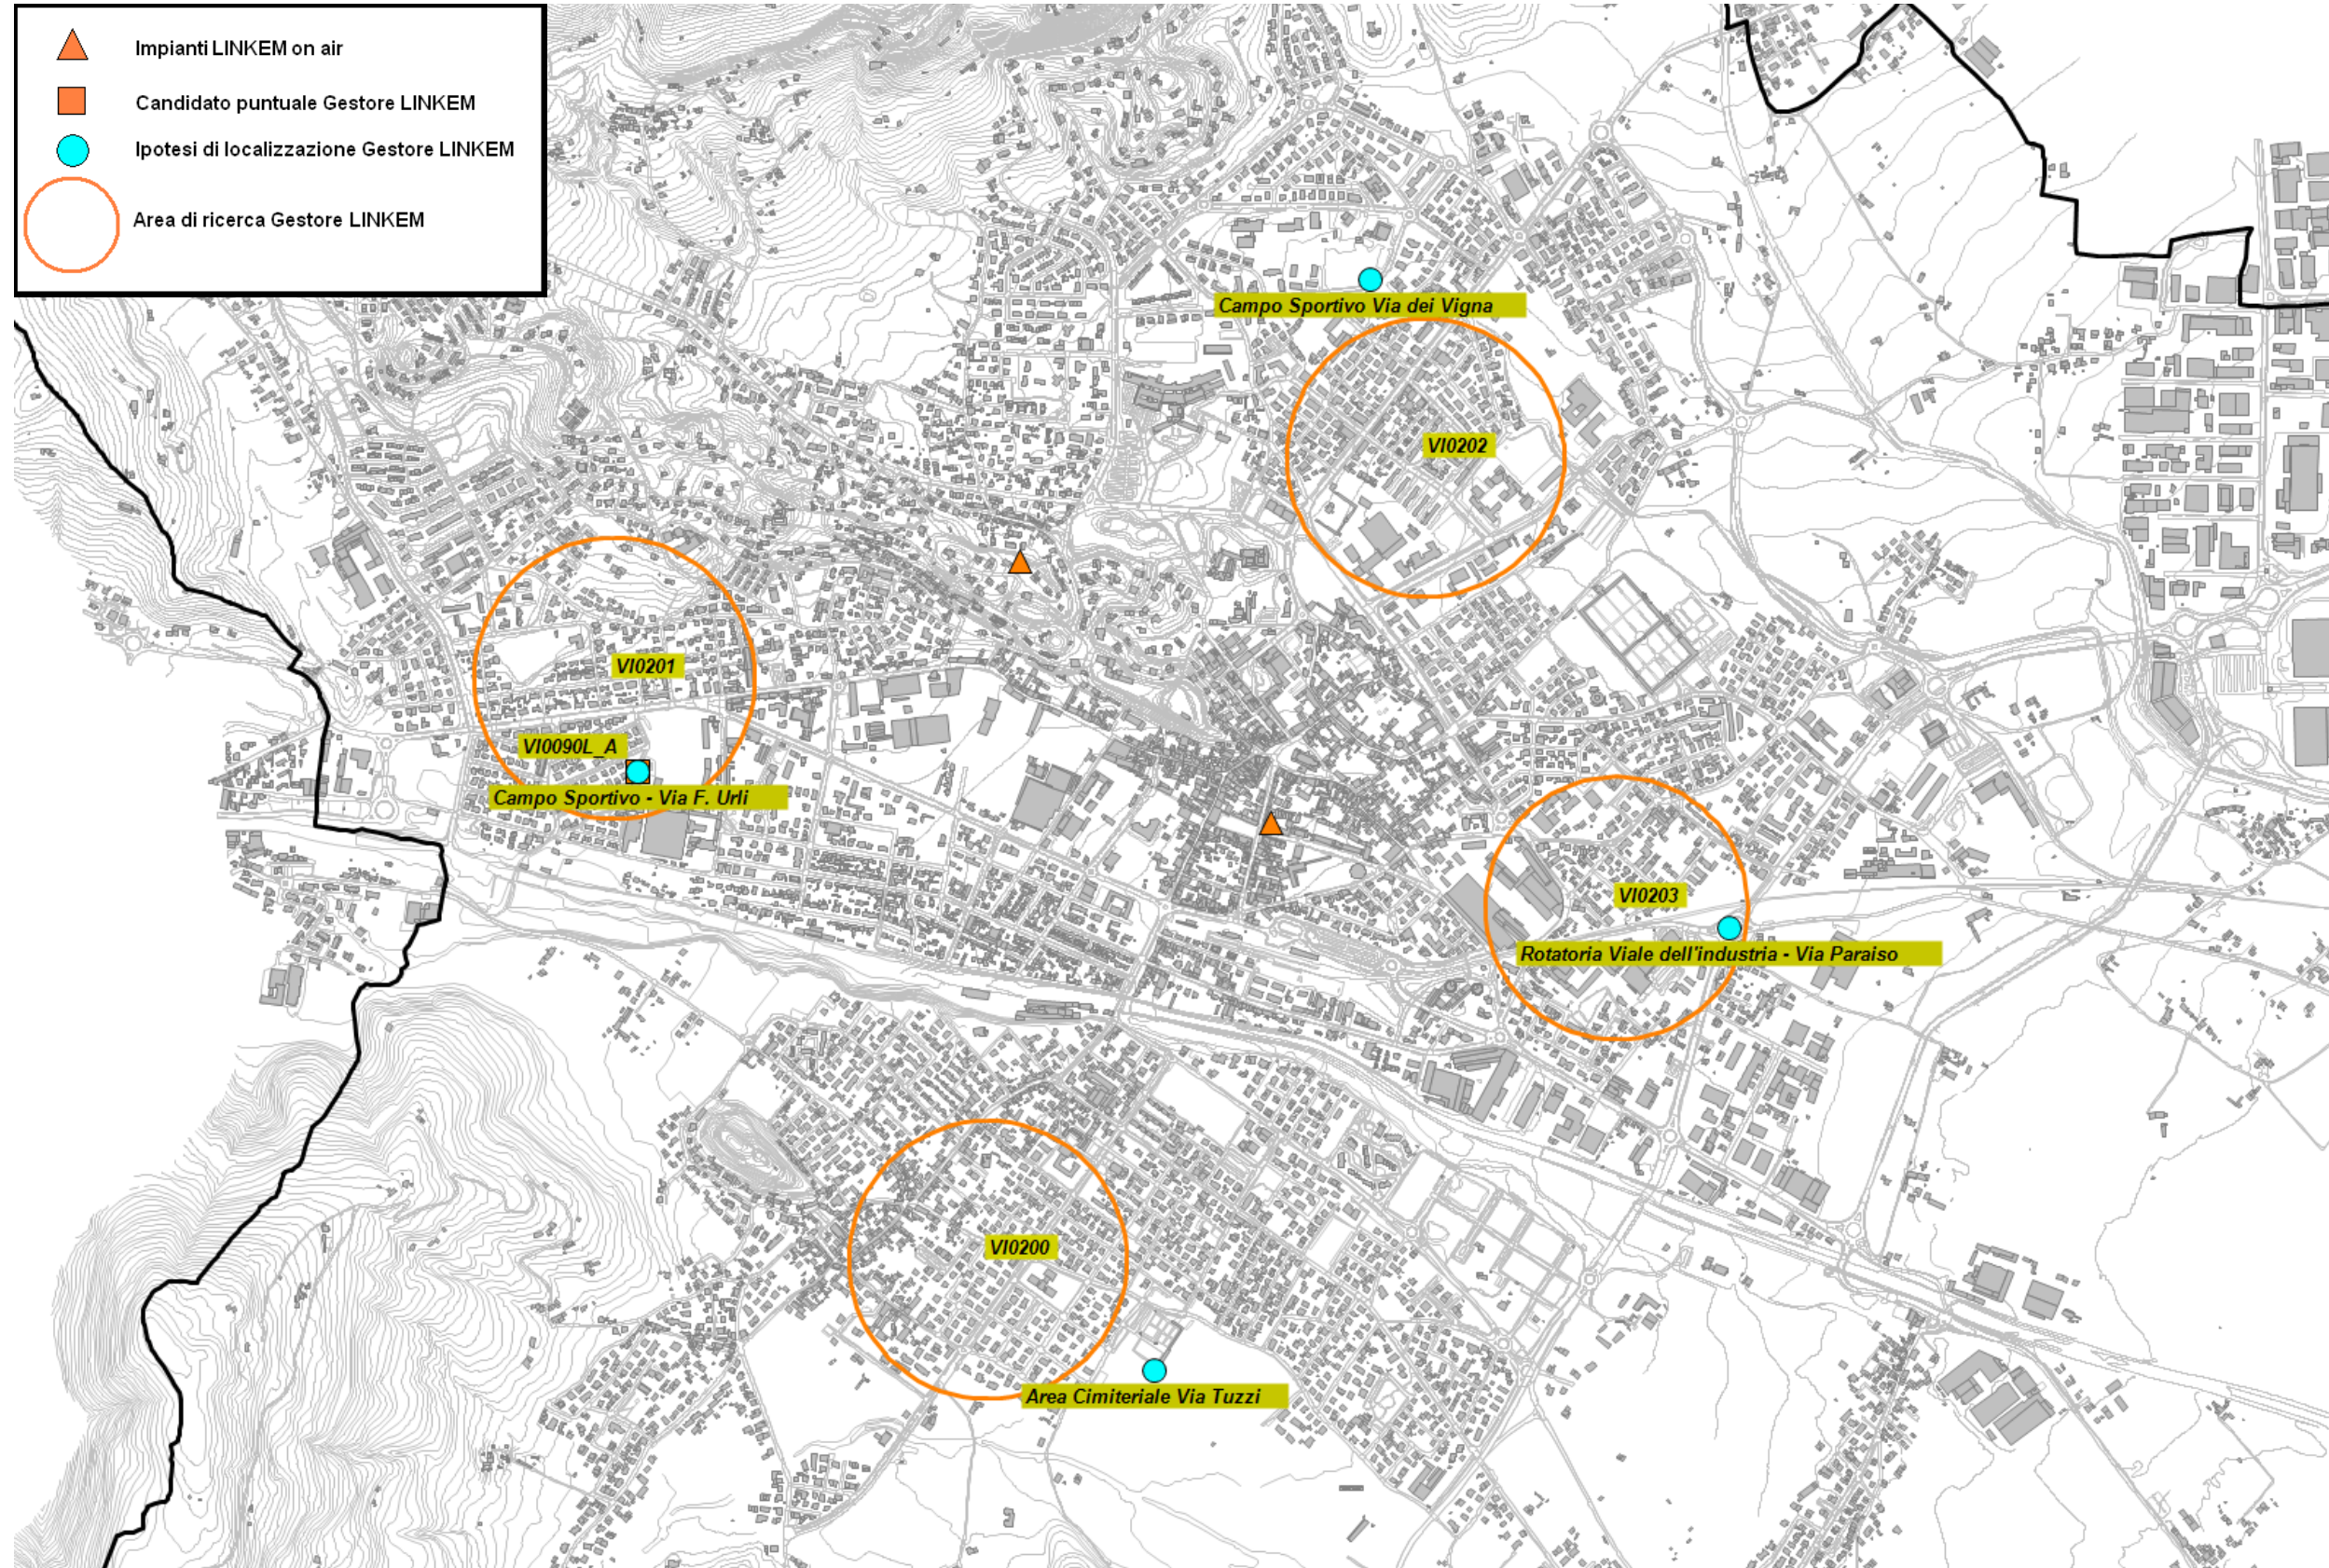 Impianti LINKEM on air
Candidato puntuale Gestore LINKEM
Ipotesi di localizzazione Gestore LINKEM
Area di ricerca Gestore LINKEM
Campo Sportivo Via dei Vigna
VI0202
VI0201
VI0090L_A
Campo Sportivo - Via F. Urli
VI0203
Rotatoria Viale dell'industria - Via Paraiso
VI0200
Area Cimiteriale Via Tuzzi